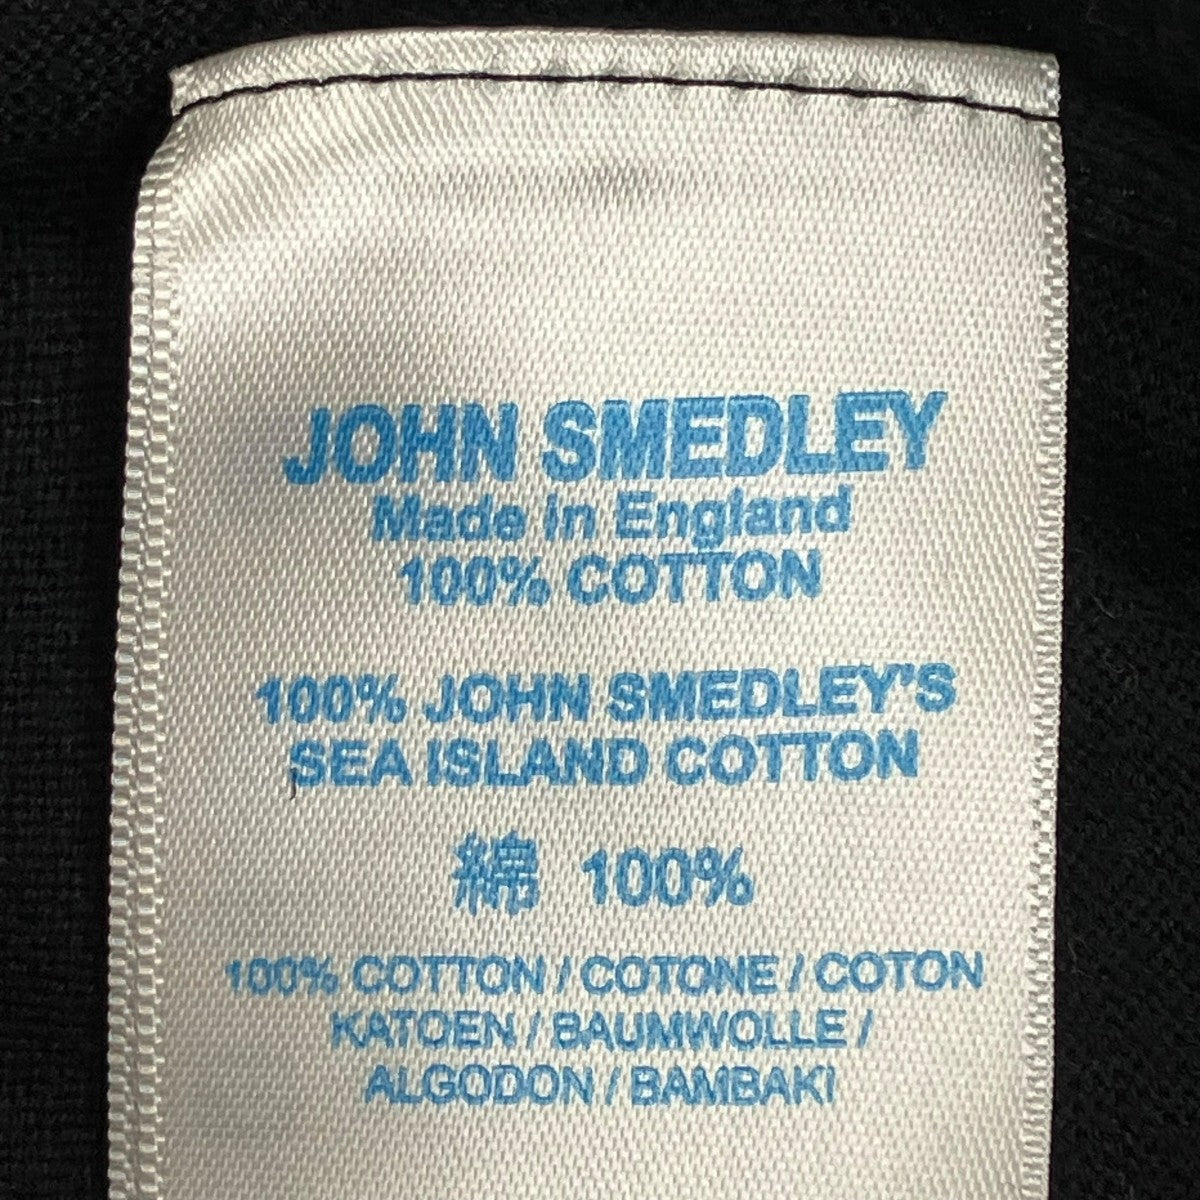 JOHN SMEDLEY
Made in England
100% COTTON
100% JOHN SMEDLEY'S
SEA ISLAND COTTON
綿 100%
100% COTTON / COTONE / COTON
KATOEN / BAUMWOLLE /
ALGODON / BAMBAKI